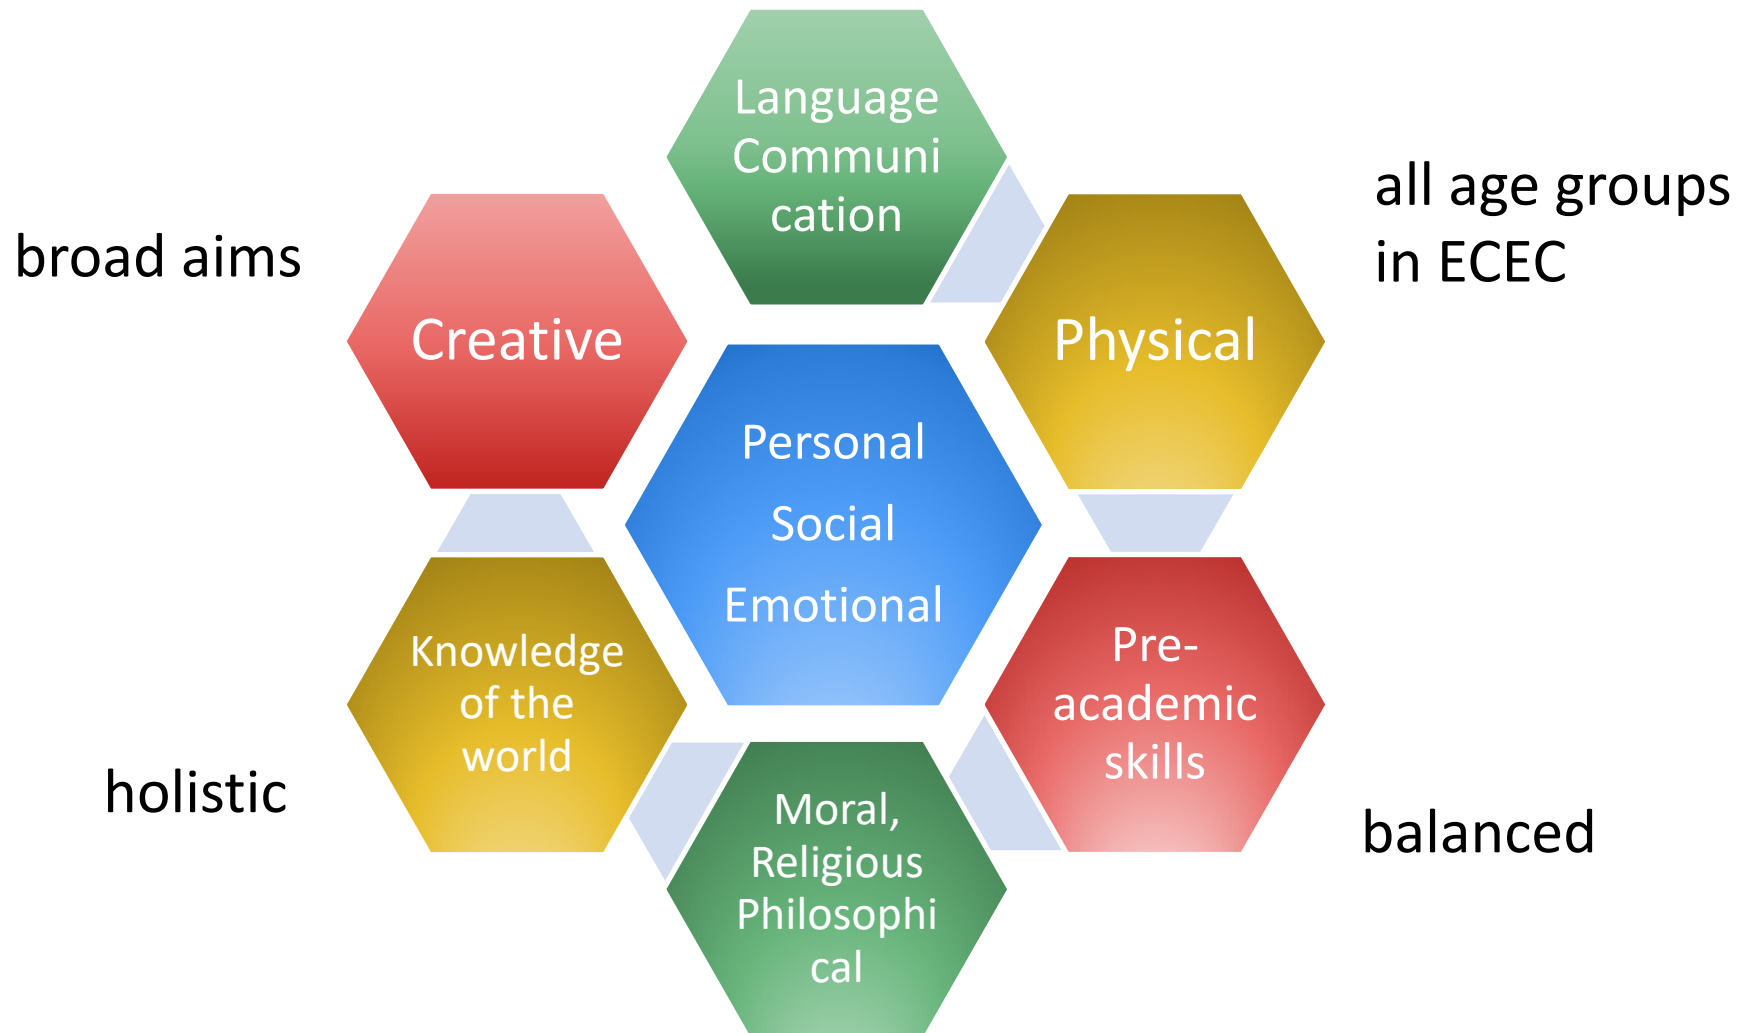 Language
Communi
cation
all age groups
in ECEC
broad aims
Creative
Physical
Personal
Social
Emotional
Knowledge
of the
world
Pre-
academic
skills
holistic
Moral,
Religious
Philosophi
cal
balanced